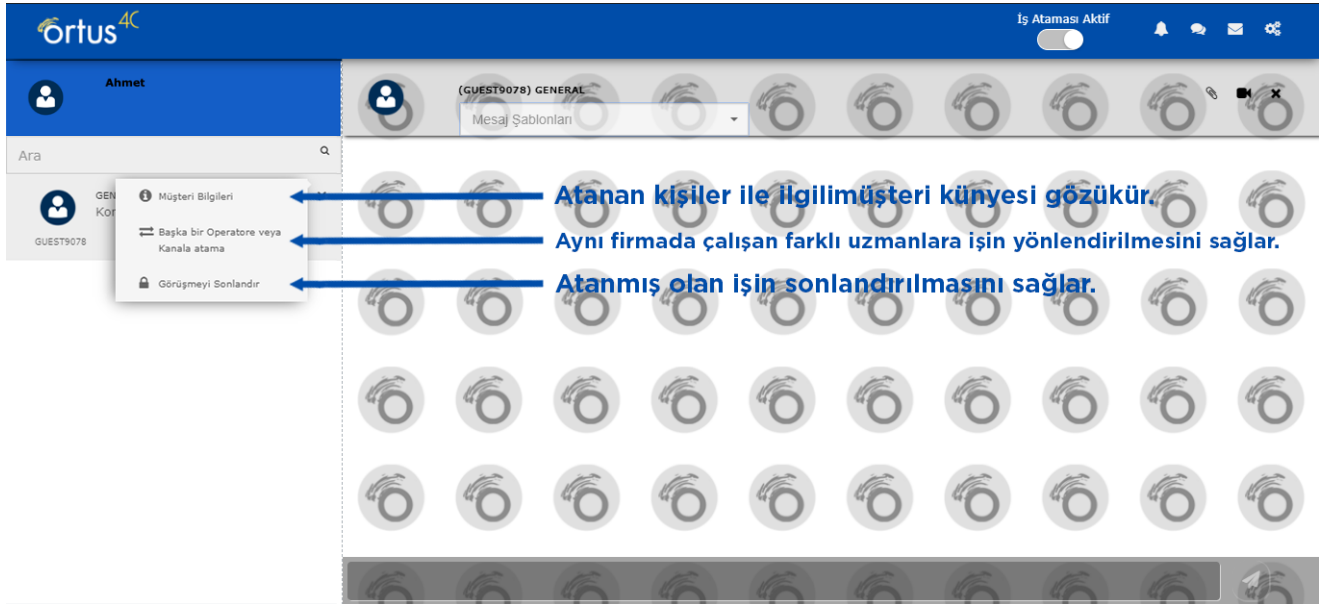 örtus4C
İş Ataması Aktif
Ahmet
(GUEST9078) GENERAL
Mesaj Şablonları
Ara
GEN
Kor
GUEST9078
Müşteri Bilgileri
Başka bir Operatore veya
Kanala atama
Görüşmeyi Sonlandır
Atanan kişiler ile ilgilimüşteri künyesi gözükür.
Aynı firmada çalışan farklı uzmanlara işin yönlendirilmesini sağlar.
Atanmış olan işin sonlandırılmasını sağlar.